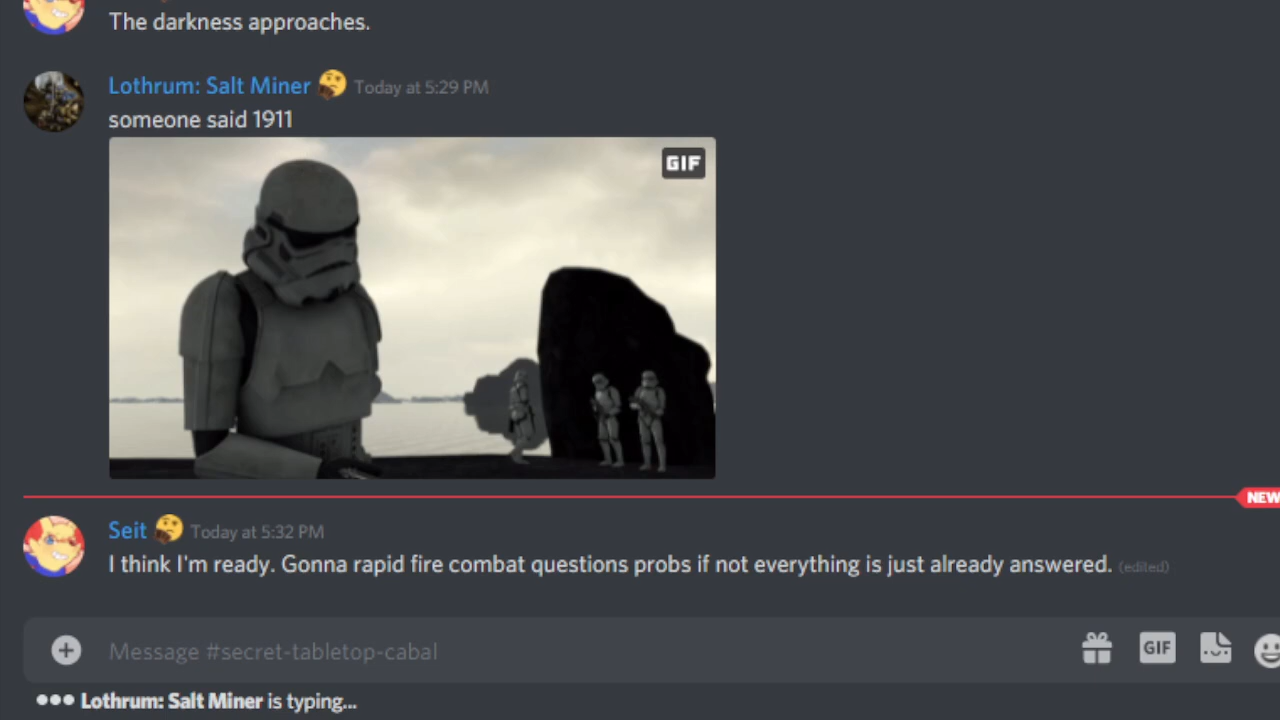 The darkness approaches.
Lothrum: Salt Miner 🤔 Today at 5:29 PM
someone said 1911
GIF
NEW
Seit 🤔 Today at 5:32 PM
I think I'm ready. Gonna rapid fire combat questions probs if not everything is just already answered. (edited)
Message #secret-tabletop-cabal
GIF
Lothrum: Salt Miner is typing...